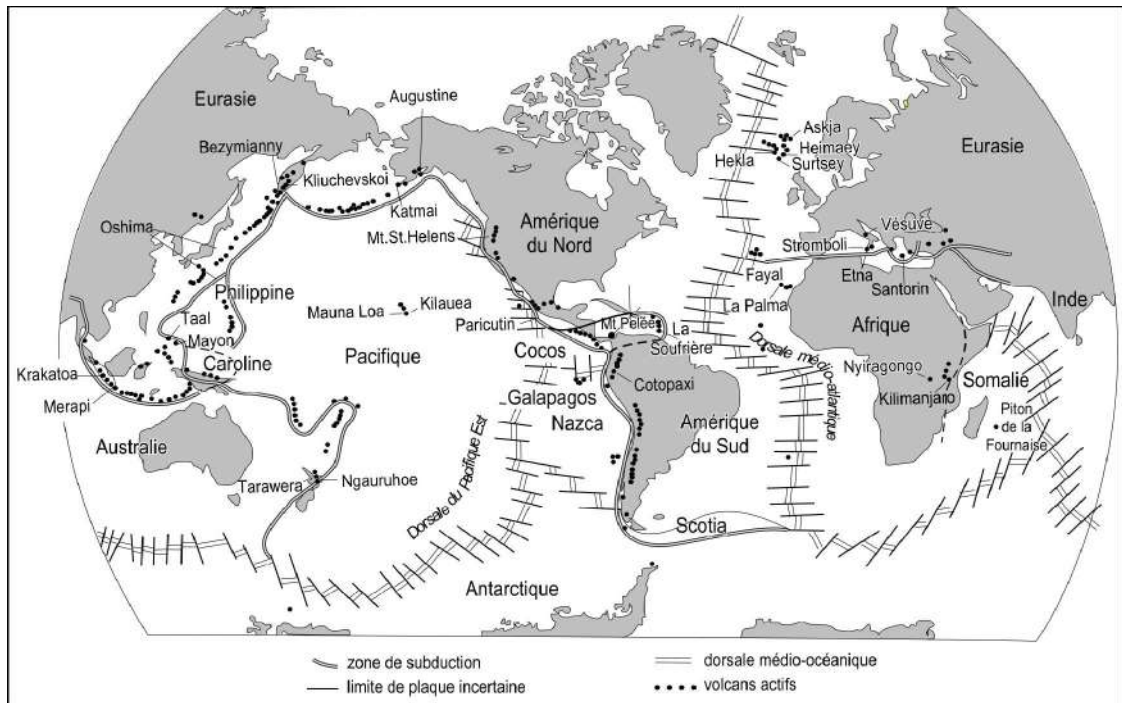 Eurasie
Augustine
Bezymianny
Kliuchevskoi
Katmai
Oshima
Mt.St.Helens
Amérique
du Nord
Askja
Heimaey
Hekla
Surtsey
Eurasie
Vésuve
Stromboli
Etna
Santorin
Fayal
La Palma
Inde
Philippine
Taal
Mayon
Caroline
Krakatoa
Merapi
Mauna Loa
Kilauea
Pacifique
Paricutin
Mt Pelée
La
Soufrière
Cocos
Cotopaxi
Galapagos
Nazca
Amérique
du Sud
Dorsale médio-atlantique
Afrique
Nyiragongo
Kilimanjaro
Somalie
Piton
de la
Fournaise
Australie
Tarawera
Ngauruhoe
Dorsale du Pacifique Est
Scotia
Antarctique
zone de subduction
dorsale médio-océanique
limite de plaque incertaine
volcans actifs